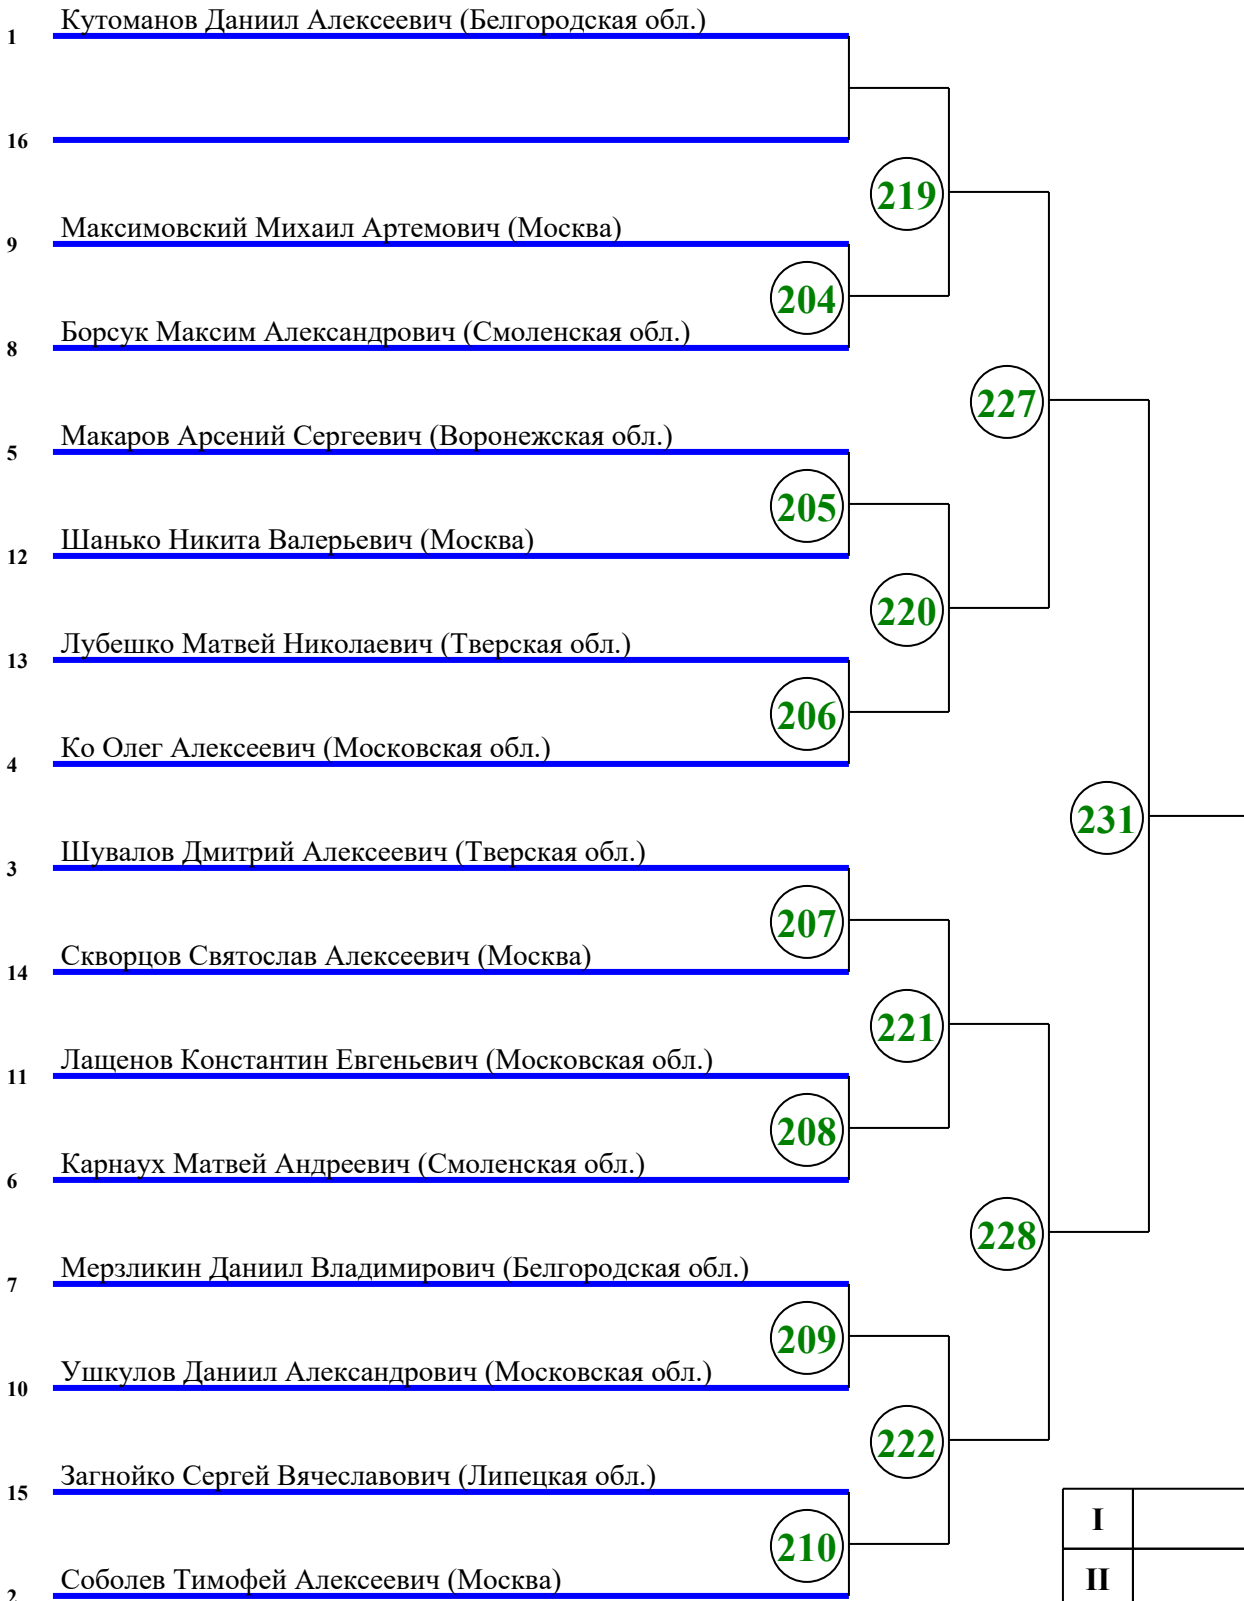 Кутоманов Даниил Алексеевич (Белгородская обл.)
1
16
219
Максимовский Михаил Артемович (Москва)
9
204
Борсук Максим Александрович (Смоленская обл.)
8
227
Макаров Арсений Сергеевич (Воронежская обл.)
5
205
Шанько Никита Валерьевич (Москва)
12
220
Лубешко Матвей Николаевич (Тверская обл.)
13
206
Ко Олег Алексеевич (Московская обл.)
4
231
Шувалов Дмитрий Алексеевич (Тверская обл.)
3
207
Скворцов Святослав Алексеевич (Москва)
14
221
Лащенов Константин Евгеньевич (Московская обл.)
11
208
Карнаух Матвей Андреевич (Смоленская обл.)
6
228
Мерзликин Даниил Владимирович (Белгородская обл.)
7
209
Ушкулов Даниил Александрович (Московская обл.)
10
222
Загнойко Сергей Вячеславович (Липецкая обл.)
15
I
210
Соболев Тимофей Алексеевич (Москва)
II
2